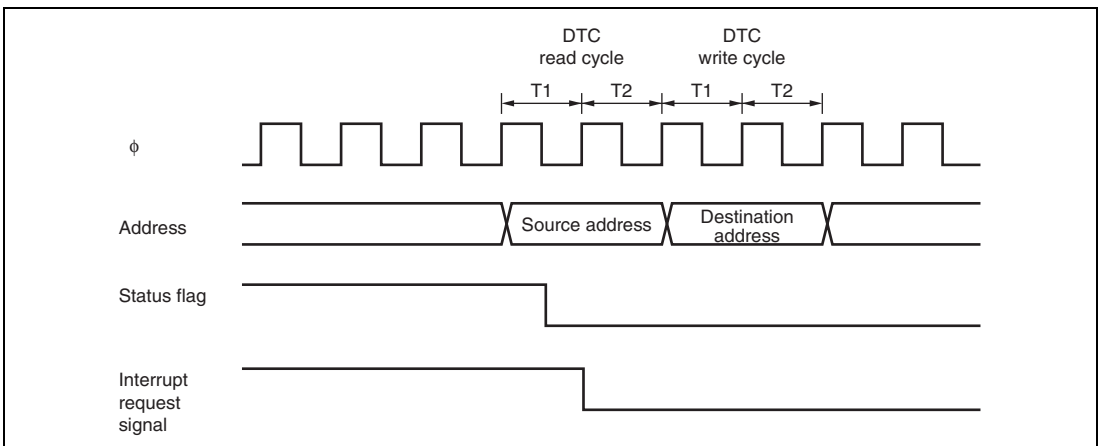 DTC
read cycle
DTC
write cycle
T1
T2
T1
T2
ϕ
Address
Source address
Destination
address
Status flag
Interrupt
request
signal